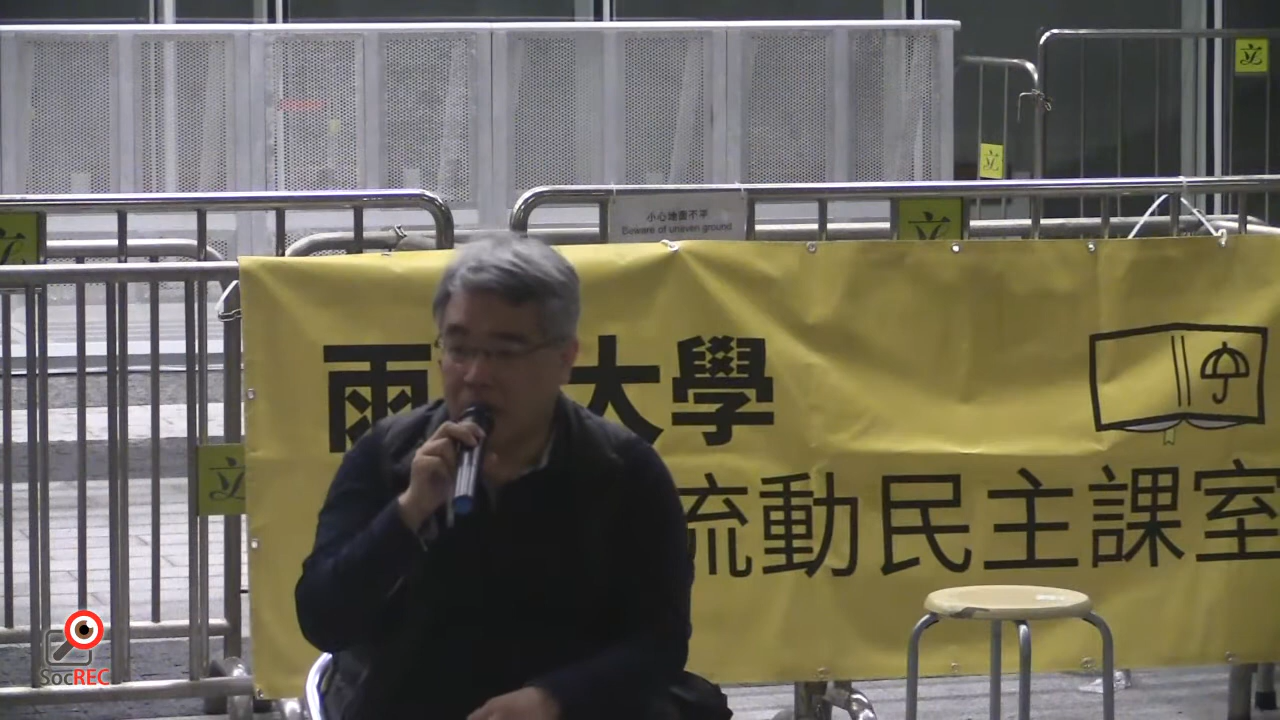 立
立
小心地面不平
Beware of uneven ground
立
立
雨 大學
流動民主課室
立
SocREC